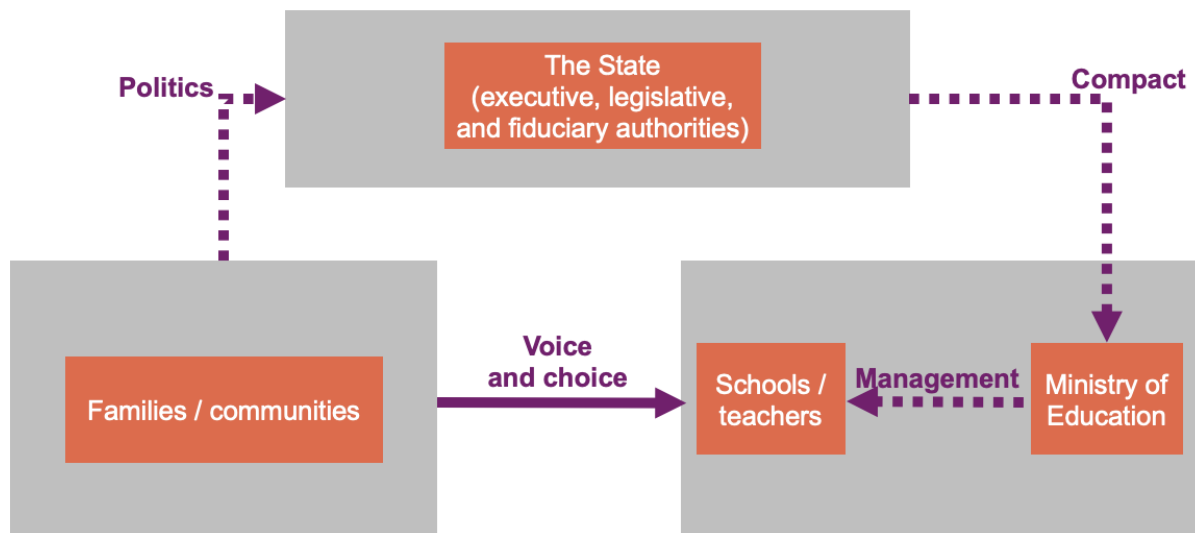 The State
(executive, legislative,
and fiduciary authorities)
Politics
Compact
Families / communities
Voice
and choice
Schools /
teachers
Management
Ministry of
Education